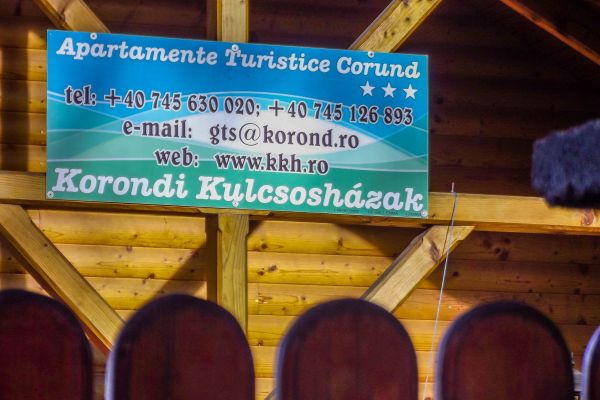 Apartamente Turistice Corund
tel: +40 745 630 020; +40 745 126 893
e-mail: gts@korond.ro
web: www.kkh.ro
Korondi Kulcsosházak